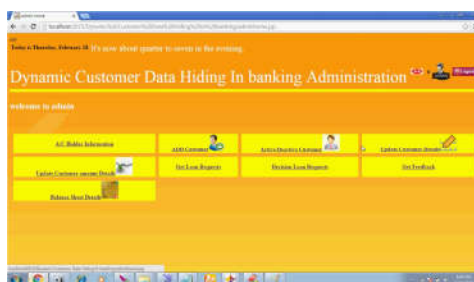 Today is Thursday, February 18 It's now about quarter to seven in the evening.
Dynamic Customer Data Hiding In banking Administration
welcome to admin
A/C Holder Information
ADD Customer
Active/Deactive Customer
Update Customer Details
Update Customer amount Details
Get Loan Requests
Decision Loan Requests
Get Feedback
Balance Sheet Details